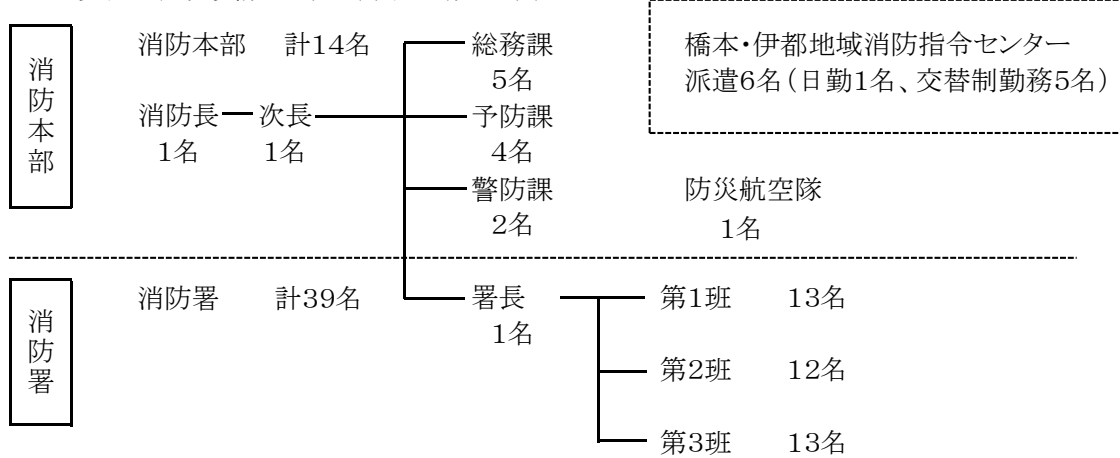 消防本部
消防本部 計14名
消防長 次長
1名 1名
総務課
5名
予防課
4名
警防課
2名
橋本・伊都地域消防指令センター
派遣6名(日勤1名、交替制勤務5名)
防災航空隊
1名
消防署
消防署 計39名
署長
1名
第1班 13名
第2班 12名
第3班 13名